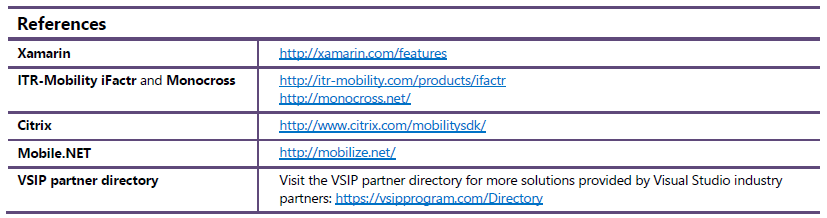 References
Xamarin http://xamarin.com/features
ITR-Mobility iFactr and Monocross http://itr-mobility.com/products/ifactr
http://monocross.net/
Citrix http://www.citrix.com/mobilitysdk/
Mobile.NET http://mobilize.net/
VSIP partner directory Visit the VSIP partner directory for more solutions provided by Visual Studio industry
partners: https://vsipprogram.com/Directory